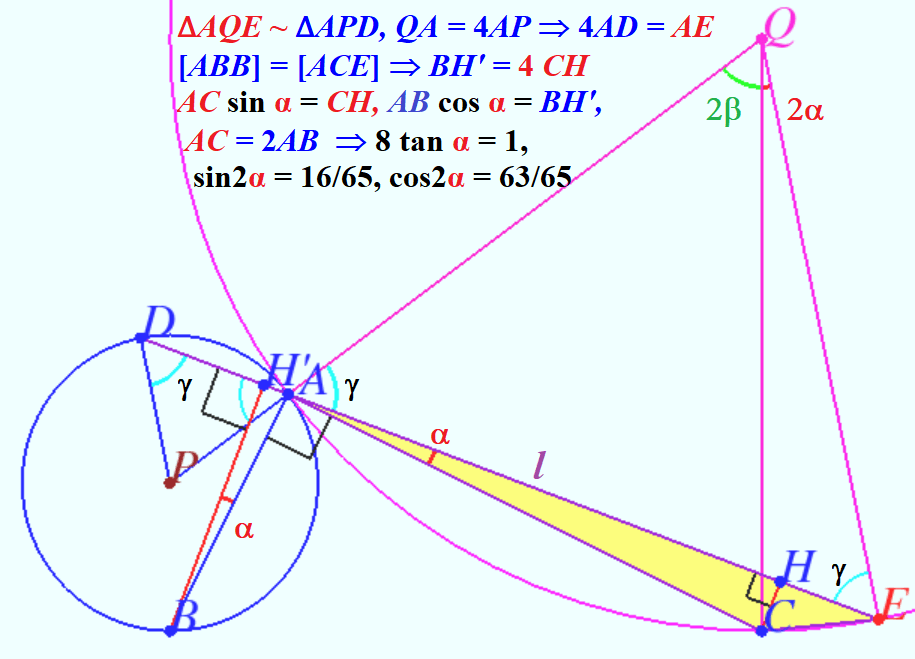 ΔAQE ~ ΔAPD, QA = 4AP ⇒ 4AD = AE
[ABB] = [ACE] ⇒ BH' = 4 CH
AC sin α = CH, AB cos α = BH',
AC = 2AB ⇒ 8 tan α = 1,
sin2α = 16/65, cos2α = 63/65
Q
2β
2α
D
H'
A
γ
γ
α
l
P
α
H
γ
B
C
E